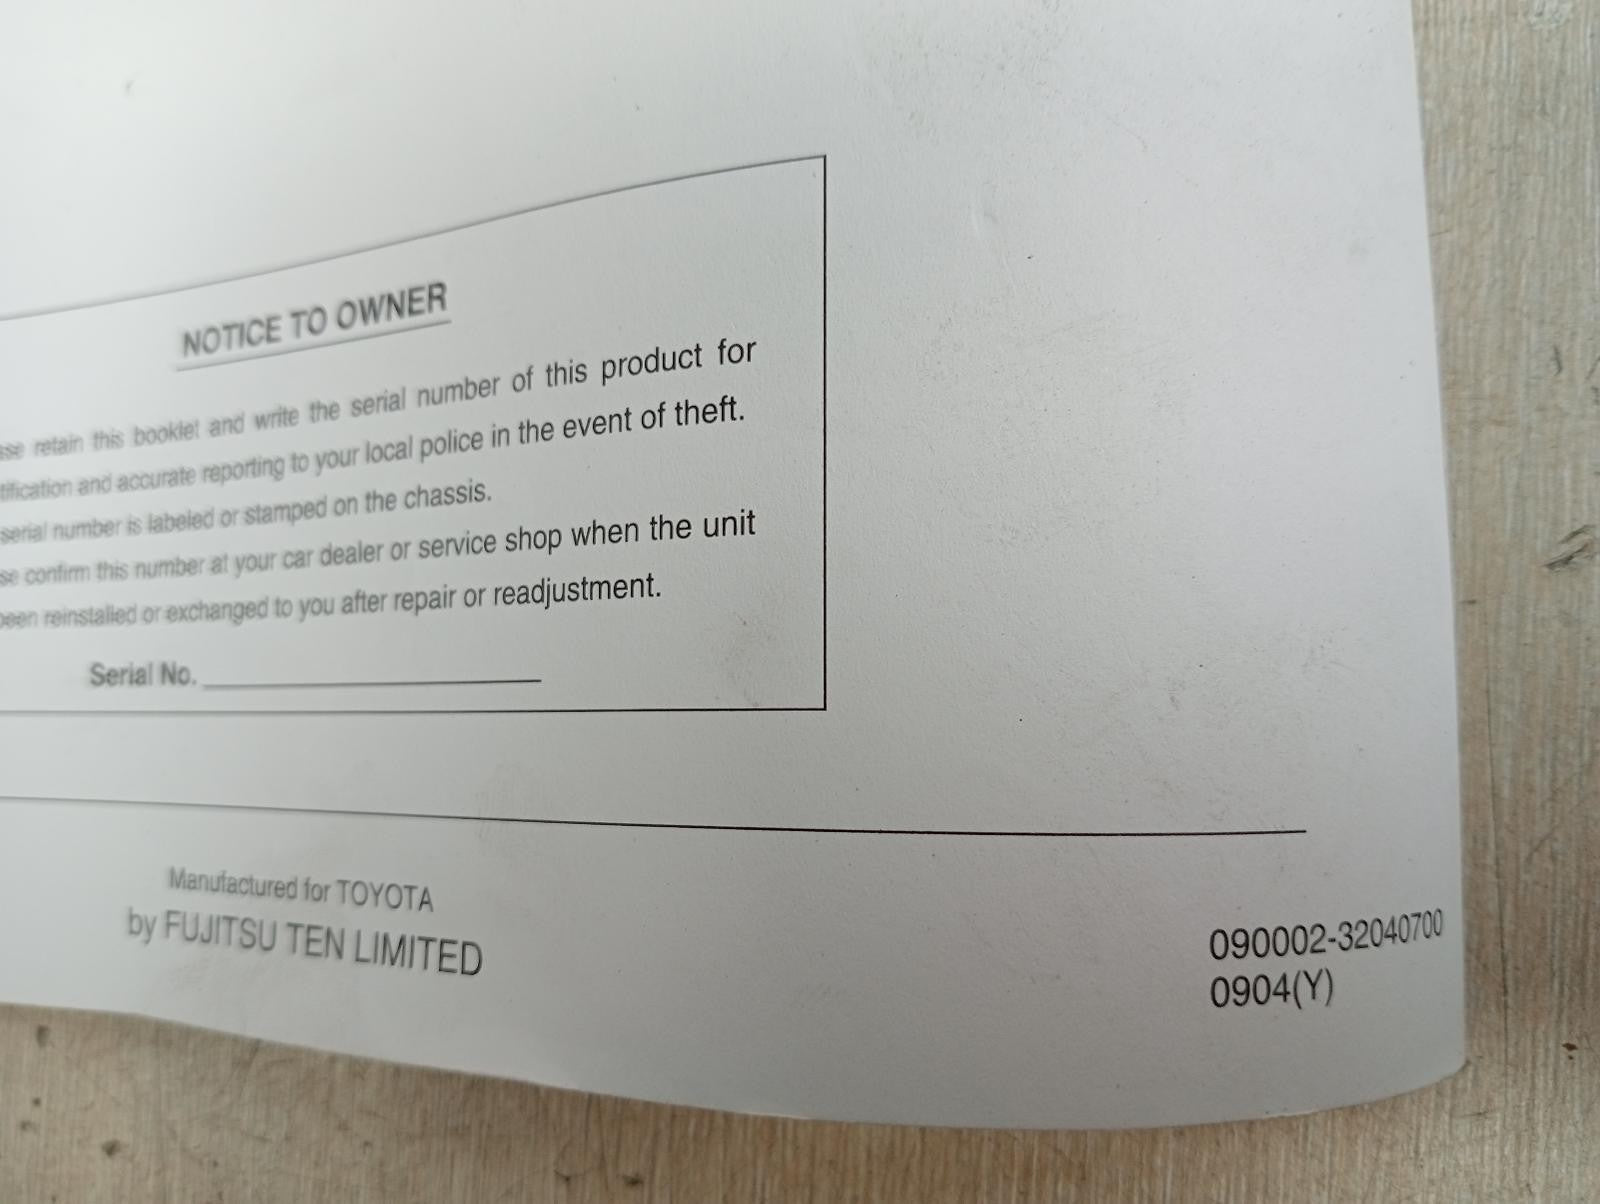 NOTICE TO OWNER
retain this booklet and write the serial number of this product for
tification and accurate reporting to your local police in the event of theft.
serial number is labeled or stamped on the chassis.
se confirm this number at your car dealer or service shop when the unit
been reinstalled or exchanged to you after repair or readjustment.
Serial No.
Manufactured for TOYOTA
by FUJITSU TEN LIMITED
090002-32040700
0904(Y)